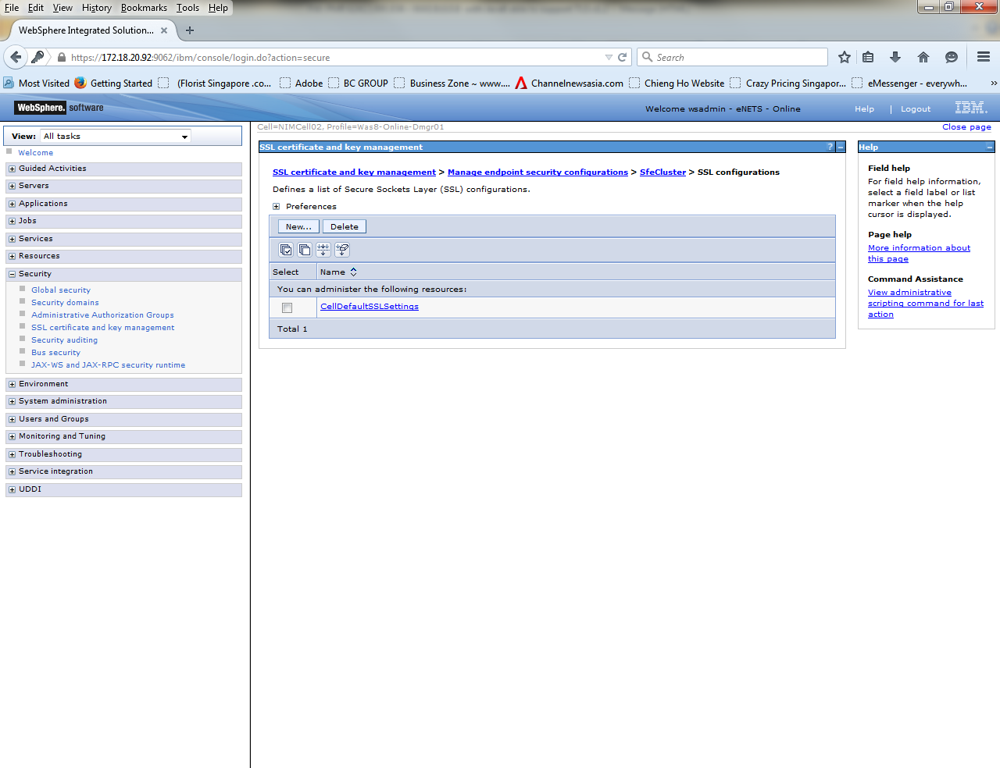 File Edit View History Bookmarks Tools Help
WebSphere Integrated Solution... × +
https://172.18.20.92:9062/ibm/console/login.do?action=secure Search
Most Visited Getting Started (Florist Singapore .co... Adobe BC GROUP Business Zone ~ www.... Channelnewsasia.com Chieng Ho Website Crazy Pricing Singapor... eMessenger - everywh... »
WebSphere. software Welcome wsadmin - eNETS - Online Help | Logout IBM.
Cell=NIMCell02, Profile=Was8-Online-Dmgr01 Close page
View: All tasks
Welcome
Guided Activities
Servers
Applications
Jobs
Services
Resources
Security
Global security
Security domains
Administrative Authorization Groups
SSL certificate and key management
Security auditing
Bus security
JAX-WS and JAX-RPC security runtime
Environment
System administration
Users and Groups
Monitoring and Tuning
Troubleshooting
Service integration
UDDI
SSL certificate and key management ? –
SSL certificate and key management > Manage endpoint security configurations > SfeCluster > SSL configurations
Defines a list of Secure Sockets Layer (SSL) configurations.
Preferences
New... Delete
Select Name
You can administer the following resources:
CellDefaultSSLSettings
Total 1
Help –
Field help
For field help information,
select a field label or list
marker when the help
cursor is displayed.
Page help
More information about
this page
Command Assistance
View administrative
scripting command for last
action